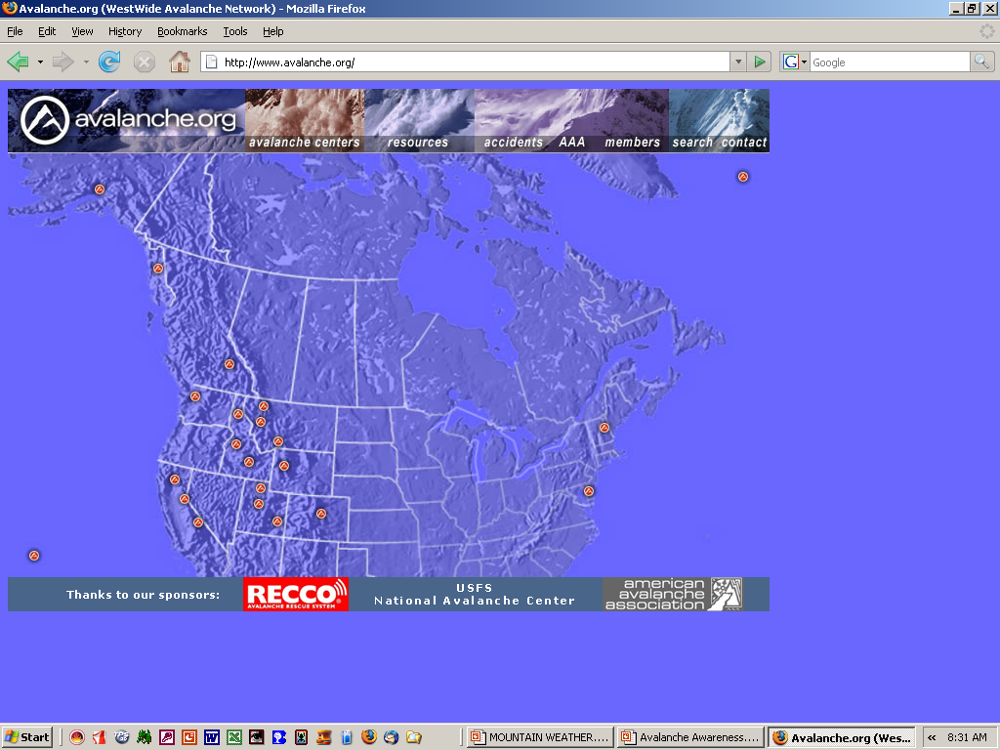 Avalanche.org (WestWide Avalanche Network) - Mozilla Firefox
File Edit View History Bookmarks Tools Help
http://www.avalanche.org/
G Google
avalanche.org
avalanche centers resources accidents AAA members search contact
Thanks to our sponsors:
RECCO
AVALANCHE RESCUE SYSTEM
USFS
National Avalanche Center
american
avalanche
association
Start
MOUNTAIN WEATHER....
Avalanche Awareness....
Avalanche.org (Wes...
« 8:31 AM